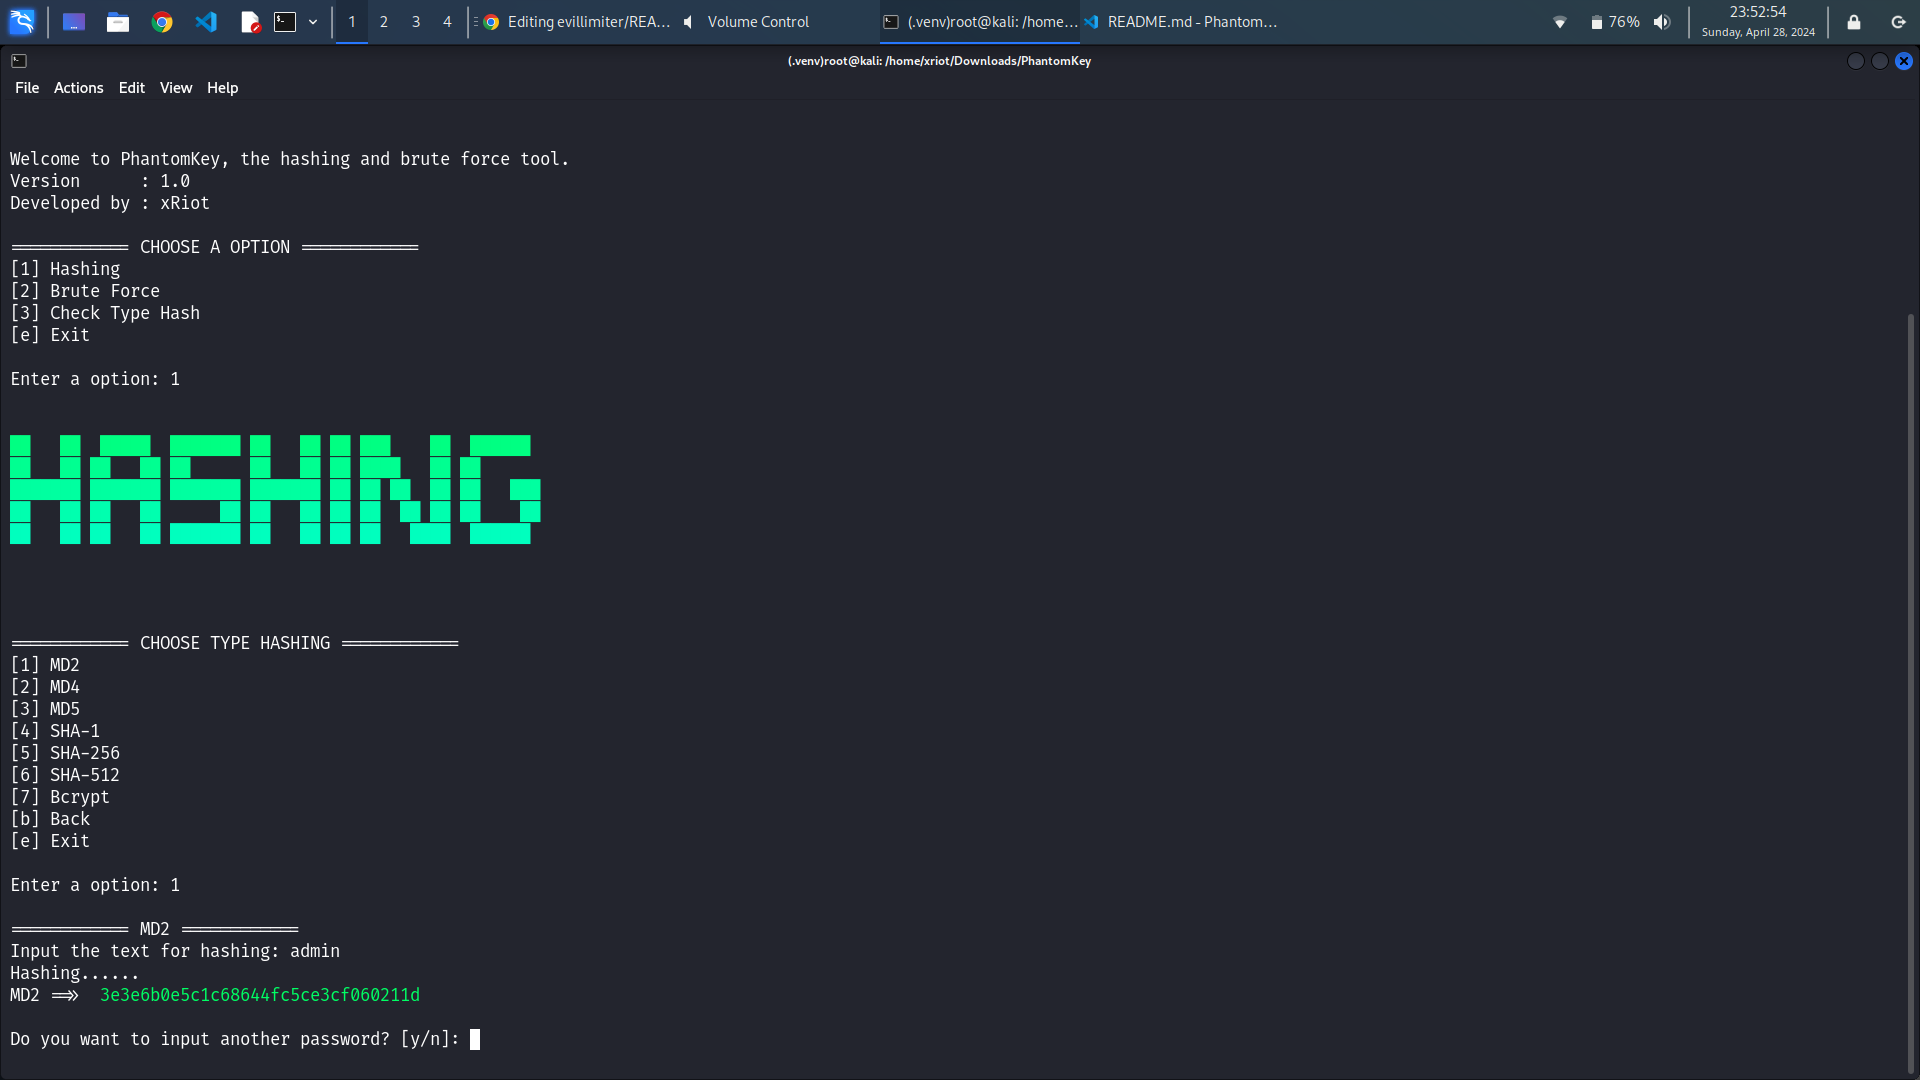 1 2 3 4 Editing evillimiter/REA... Volume Control (.venv)root@kali: /home... README.md - Phantom... 76% 23:52:54
Sunday, April 28, 2024
(.venv)root@kali: /home/xriot/Downloads/PhantomKey
File Actions Edit View Help
Welcome to PhantomKey, the hashing and brute force tool.
Version      : 1.0
Developed by : xRiot
============ CHOOSE A OPTION ============
[1] Hashing
[2] Brute Force
[3] Check Type Hash
[e] Exit
Enter a option: 1
HASHING
============ CHOOSE TYPE HASHING ============
[1] MD2
[2] MD4
[3] MD5
[4] SHA-1
[5] SHA-256
[6] SHA-512
[7] Bcrypt
[b] Back
[e] Exit
Enter a option: 1
============ MD2 ============
Input the text for hashing: admin
Hashing......
MD2 ==>>  3e3e6b0e5c1c68644fc5ce3cf060211d
Do you want to input another password? [y/n]: